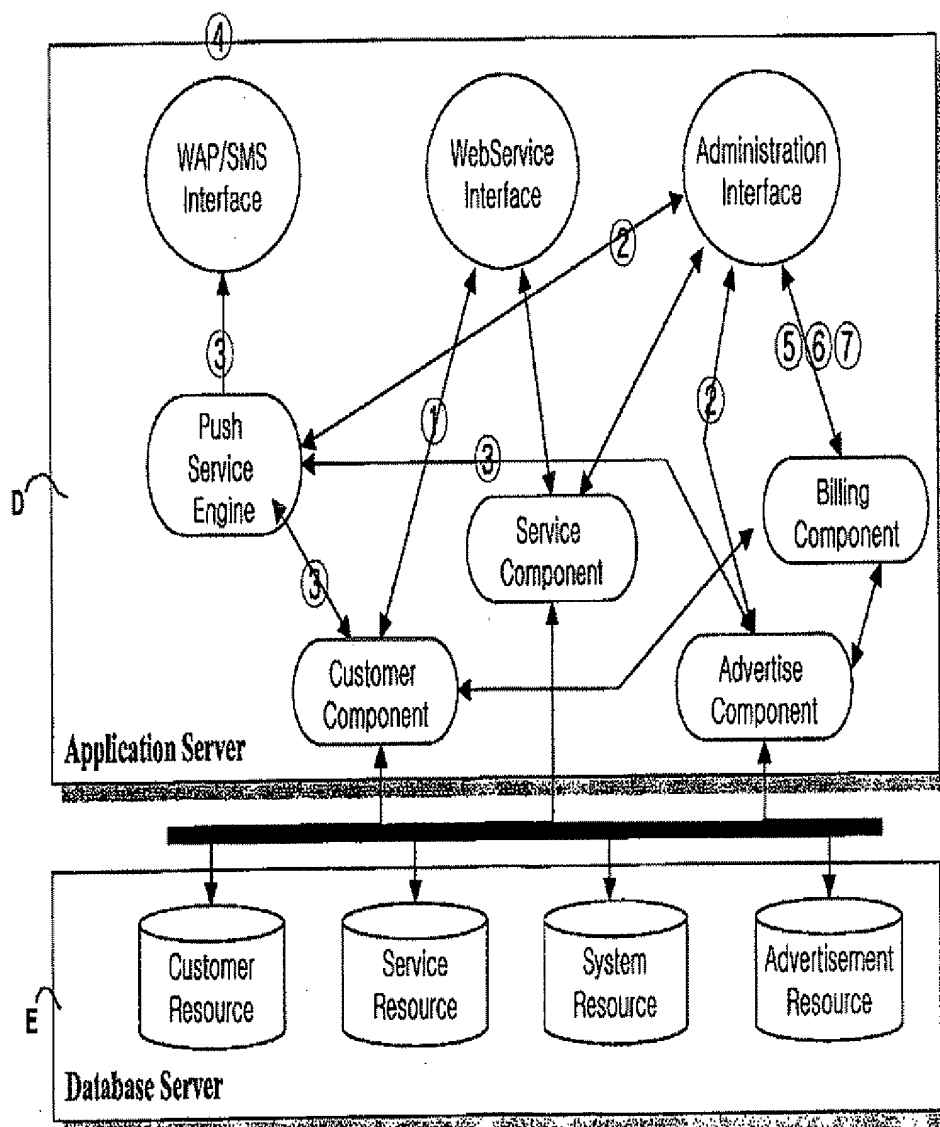 ④
WAP/SMS
Interface
WebService
Interface
Administration
Interface
②
③
⑤ ⑥ ⑦
①
②
Push
Service
Engine
③
D
Service
Component
Billing
Component
③
Customer
Component
Advertise
Component
Application Server
Customer
Resource
Service
Resource
System
Resource
Advertisement
Resource
E
Database Server